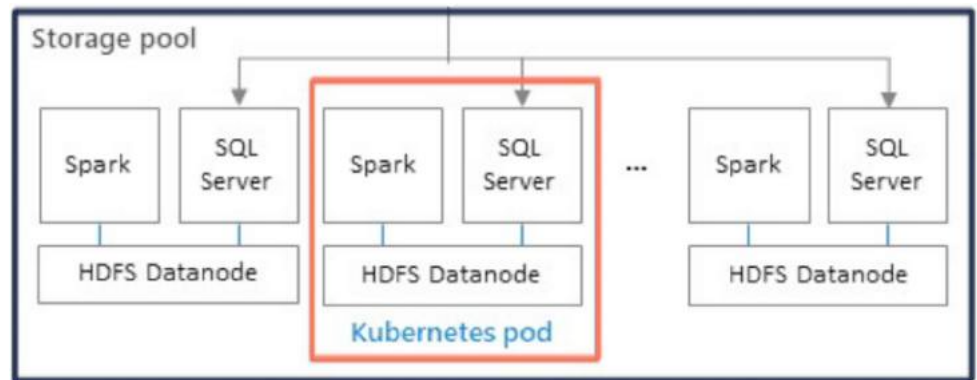 Storage pool
Spark
SQL
Server
Spark
SQL
Server
...
Spark
SQL
Server
HDFS Datanode
HDFS Datanode
HDFS Datanode
Kubernetes pod